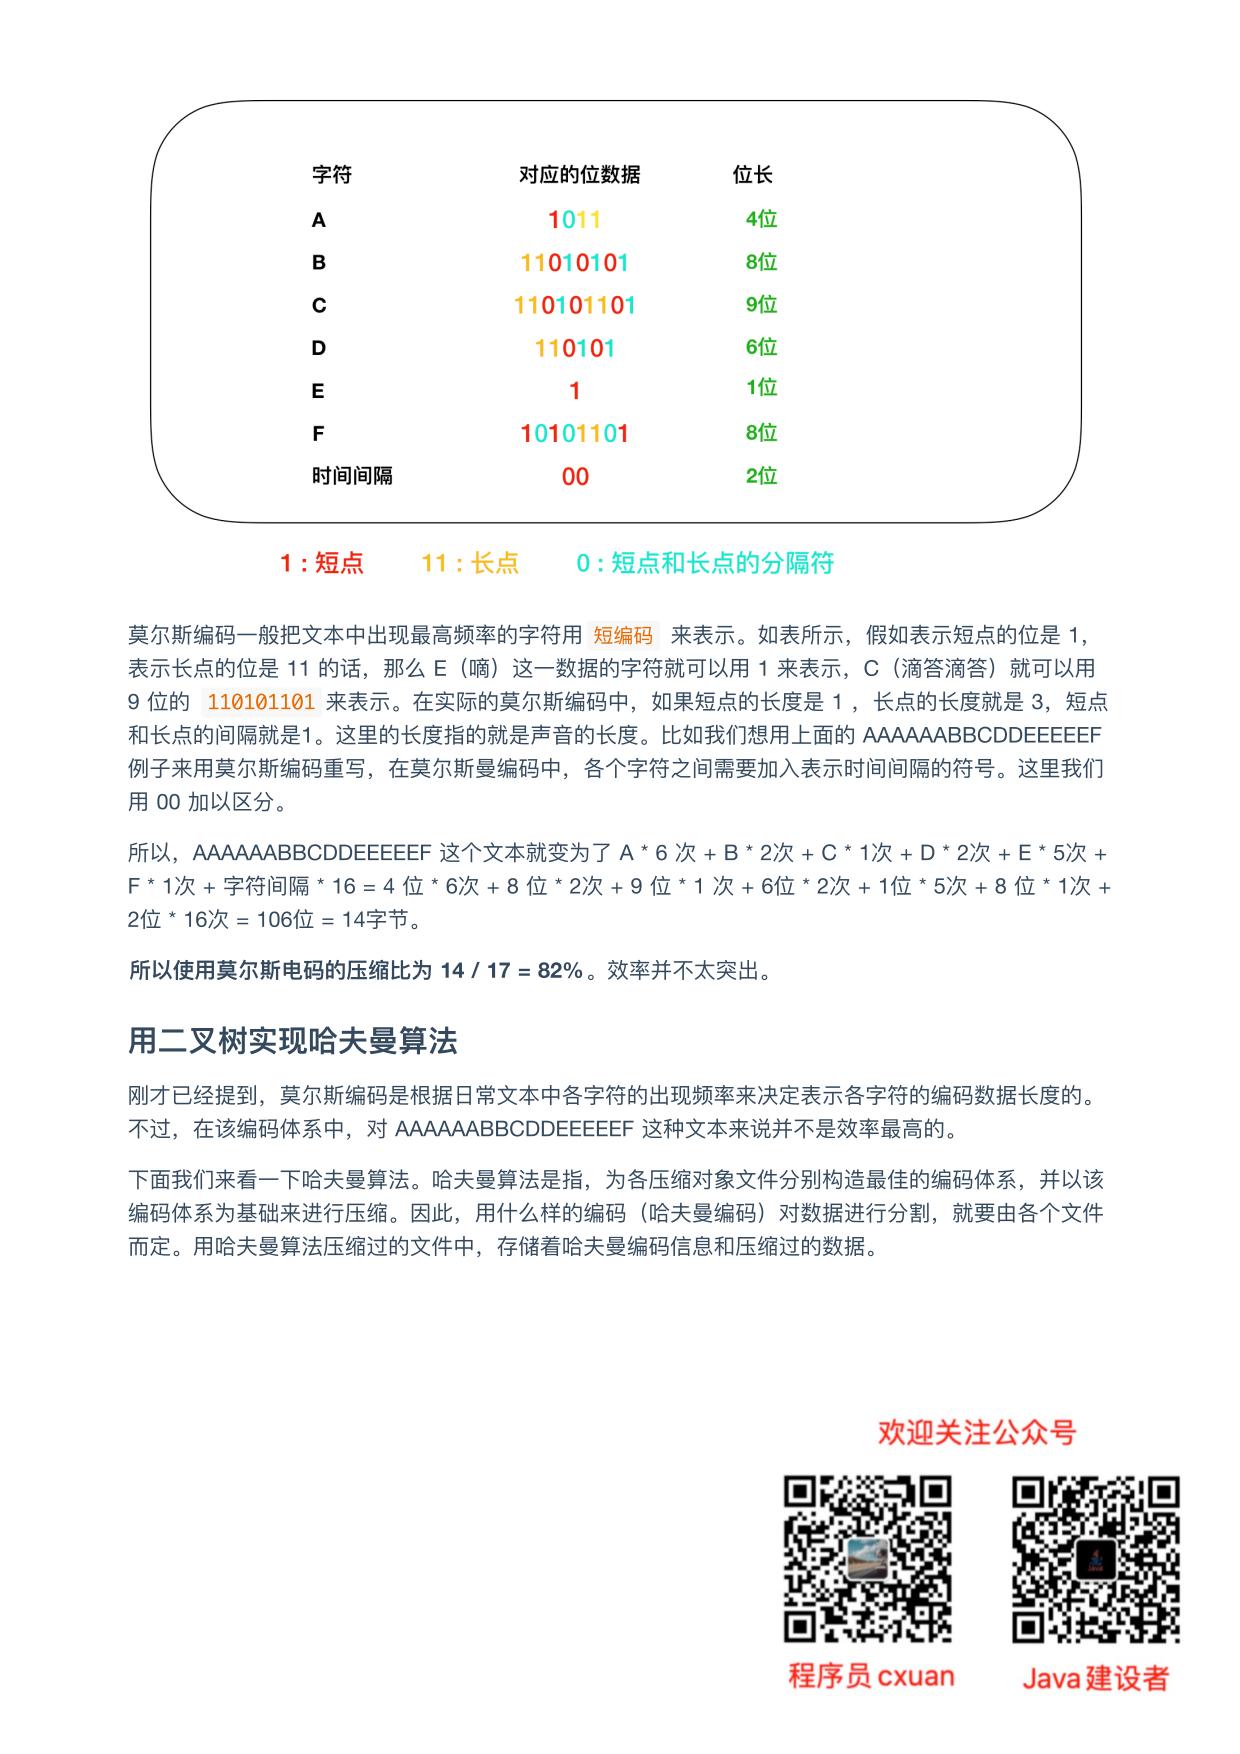 字符 对应的位数据 位长
A 1011 4位
B 11010101 8位
C 110101101 9位
D 110101 6位
E 1 1位
F 10101101 8位
时间间隔 00 2位
1 : 短点 11 : 长点 0 : 短点和长点的分隔符
莫尔斯编码一般把文本中出现最高频率的字符用 短编码 来表示。如表所示，假如表示短点的位是 1，
表示长点的位是 11 的话，那么 E（嘀）这一数据的字符就可以用 1 来表示，C（滴答滴答）就可以用
9 位的 110101101 来表示。在实际的莫尔斯编码中，如果短点的长度是 1 ，长点的长度就是 3，短点
和长点的间隔就是1。这里的长度指的就是声音的长度。比如我们想用上面的 AAAAAABBCDDEEEEEF
例子来用莫尔斯编码重写，在莫尔斯曼编码中，各个字符之间需要加入表示时间间隔的符号。这里我们
用 00 加以区分。
所以，AAAAAABBCDDEEEEEF 这个文本就变为了 A * 6 次 + B * 2次 + C * 1次 + D * 2次 + E * 5次 +
F * 1次 + 字符间隔 * 16 = 4 位 * 6次 + 8 位 * 2次 + 9 位 * 1 次 + 6位 * 2次 + 1位 * 5次 + 8 位 * 1次 +
2位 * 16次 = 106位 = 14字节。
所以使用莫尔斯电码的压缩比为 14 / 17 = 82%。效率并不太突出。
用二叉树实现哈夫曼算法
刚才已经提到，莫尔斯编码是根据日常文本中各字符的出现频率来决定表示各字符的编码数据长度的。
不过，在该编码体系中，对 AAAAAABBCDDEEEEEF 这种文本来说并不是效率最高的。
下面我们来看一下哈夫曼算法。哈夫曼算法是指，为各压缩对象文件分别构造最佳的编码体系，并以该
编码体系为基础来进行压缩。因此，用什么样的编码（哈夫曼编码）对数据进行分割，就要由各个文件
而定。用哈夫曼算法压缩过的文件中，存储着哈夫曼编码信息和压缩过的数据。
欢迎关注公众号
程序员 cxuan Java 建设者